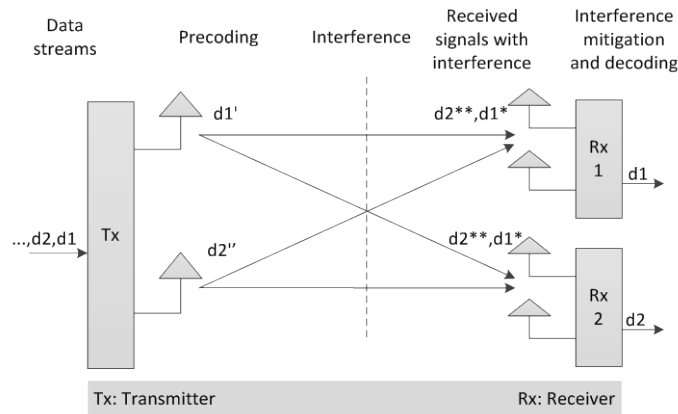 Data
streams
Precoding
Interference
Received
signals with
interference
Interference
mitigation
and decoding
d1'
d2**,d1*
Rx
1
d1
...,d2,d1
Tx
d2''
d2**,d1*
Rx
2
d2
Tx: Transmitter
Rx: Receiver